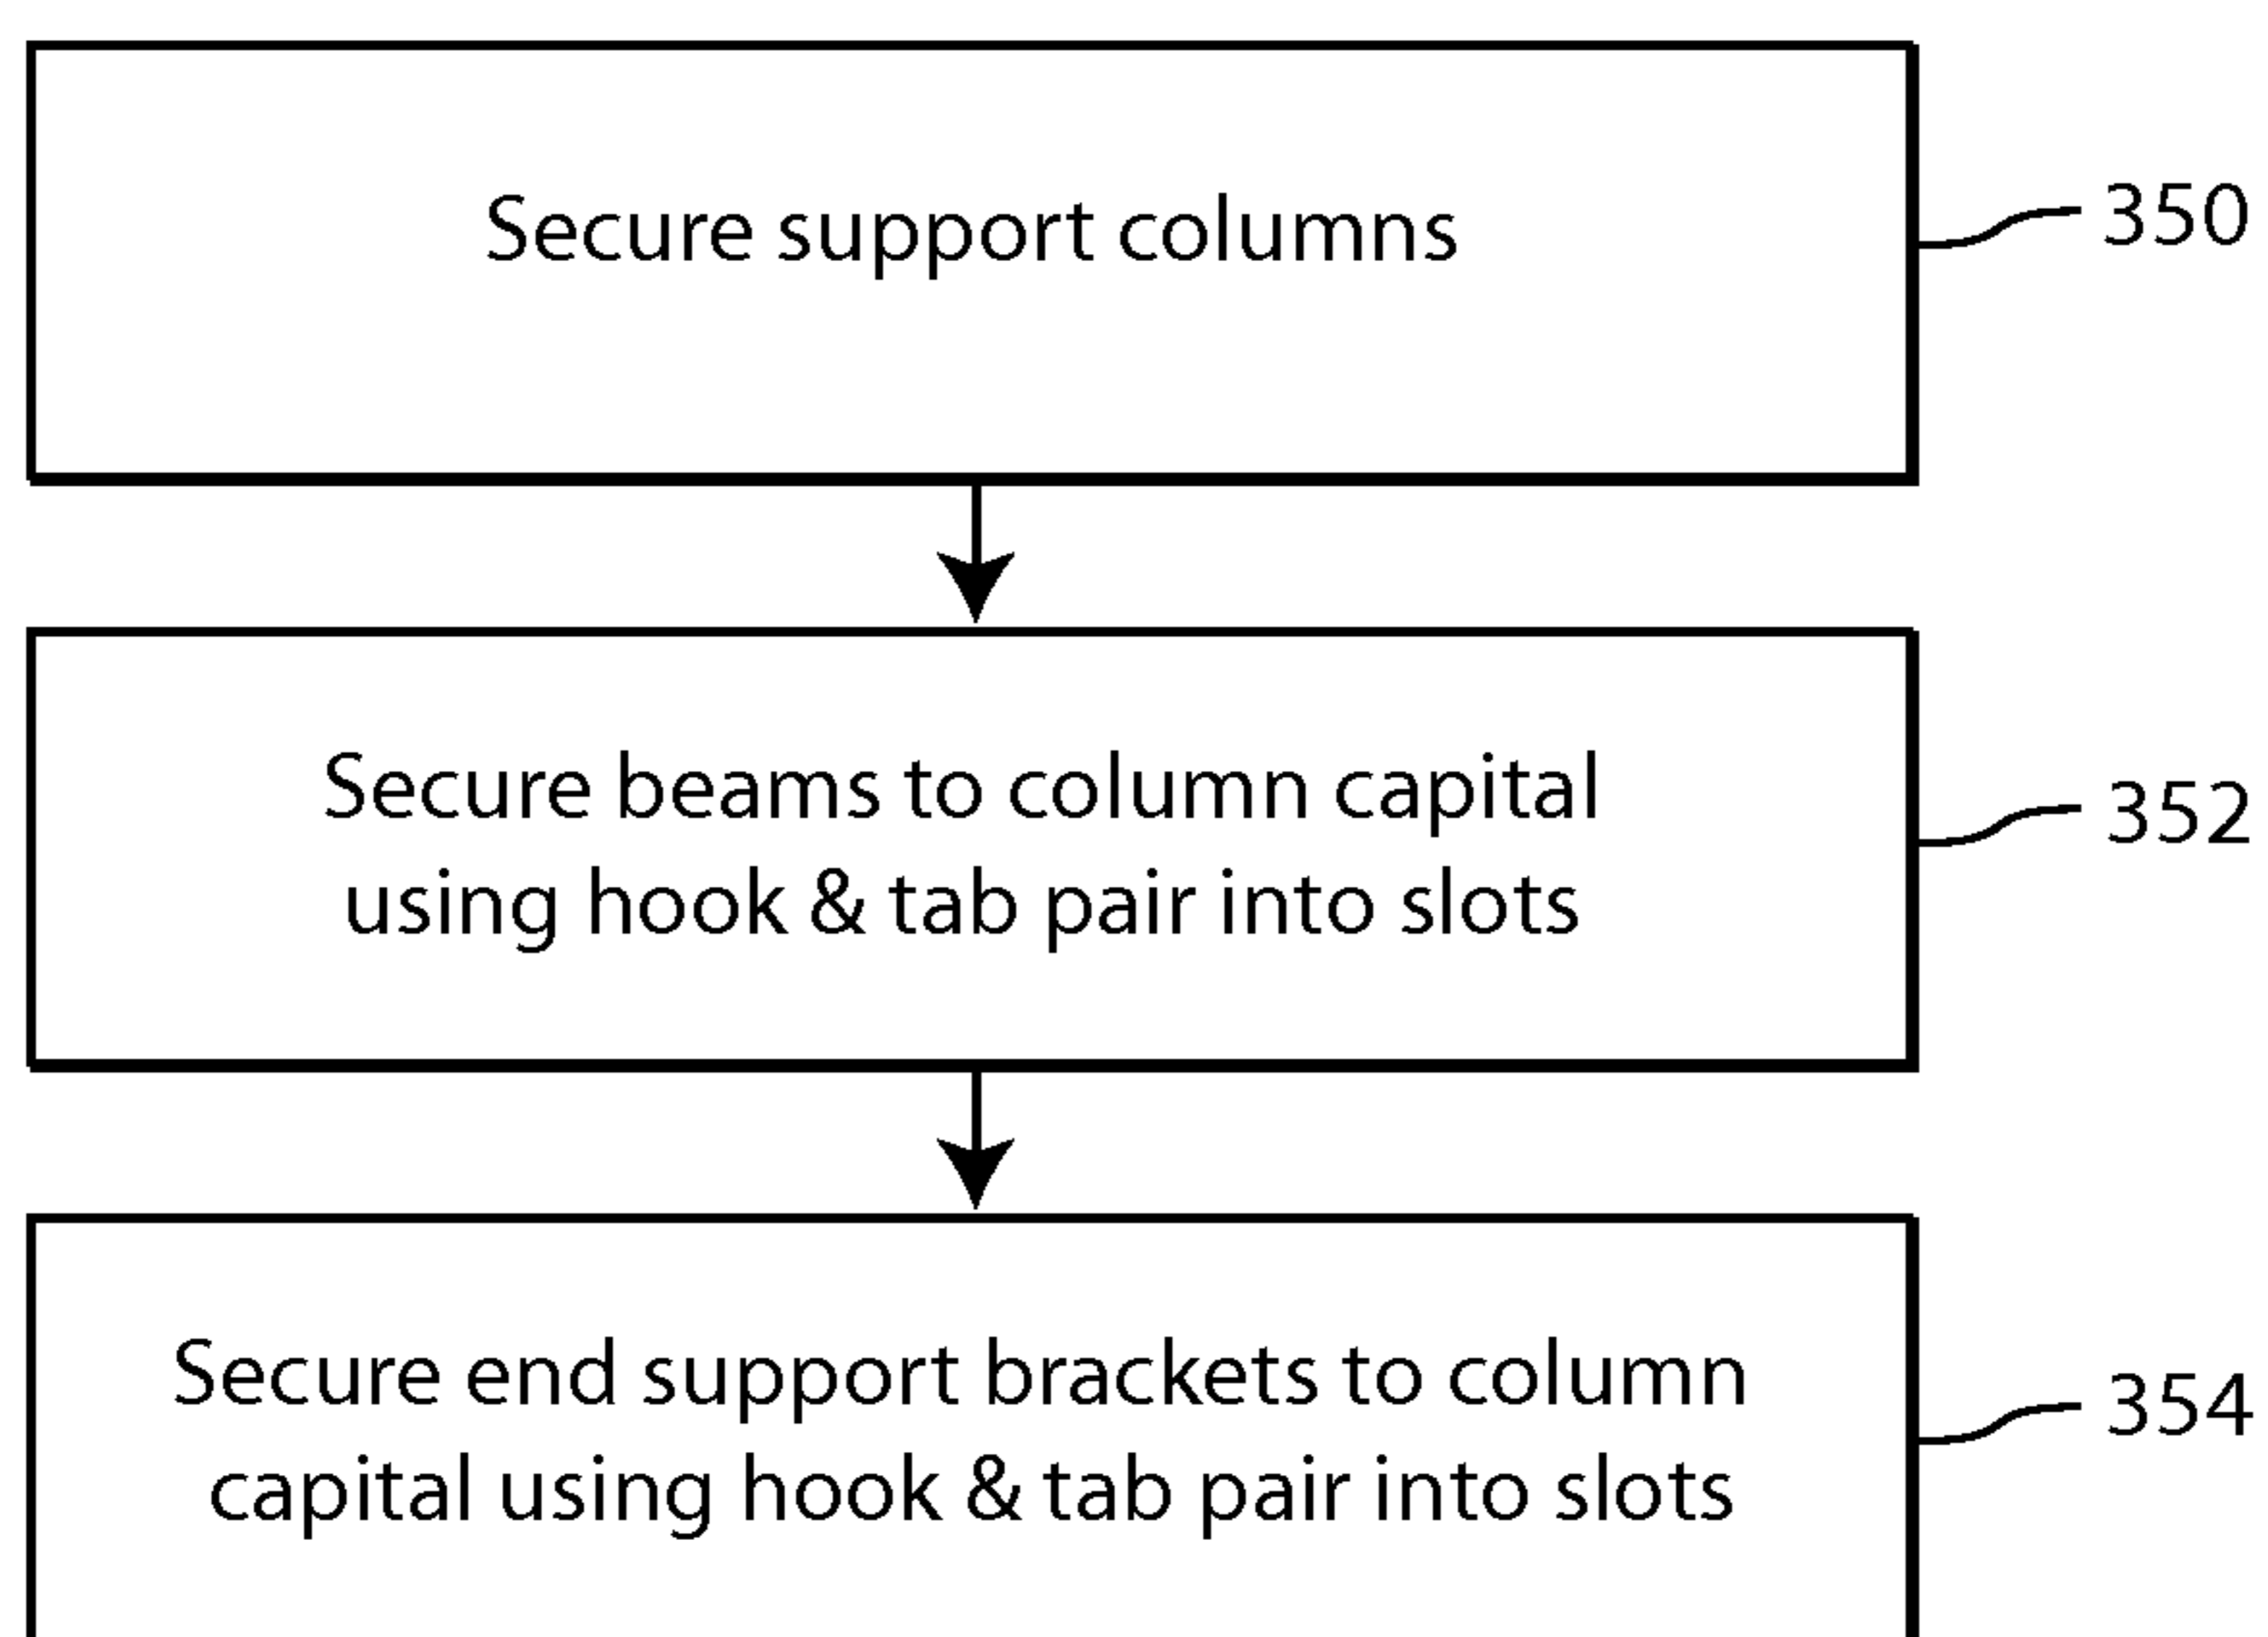 Secure support columns
350
Secure beams to column capital
using hook & tab pair into slots
352
Secure end support brackets to column
capital using hook & tab pair into slots
354